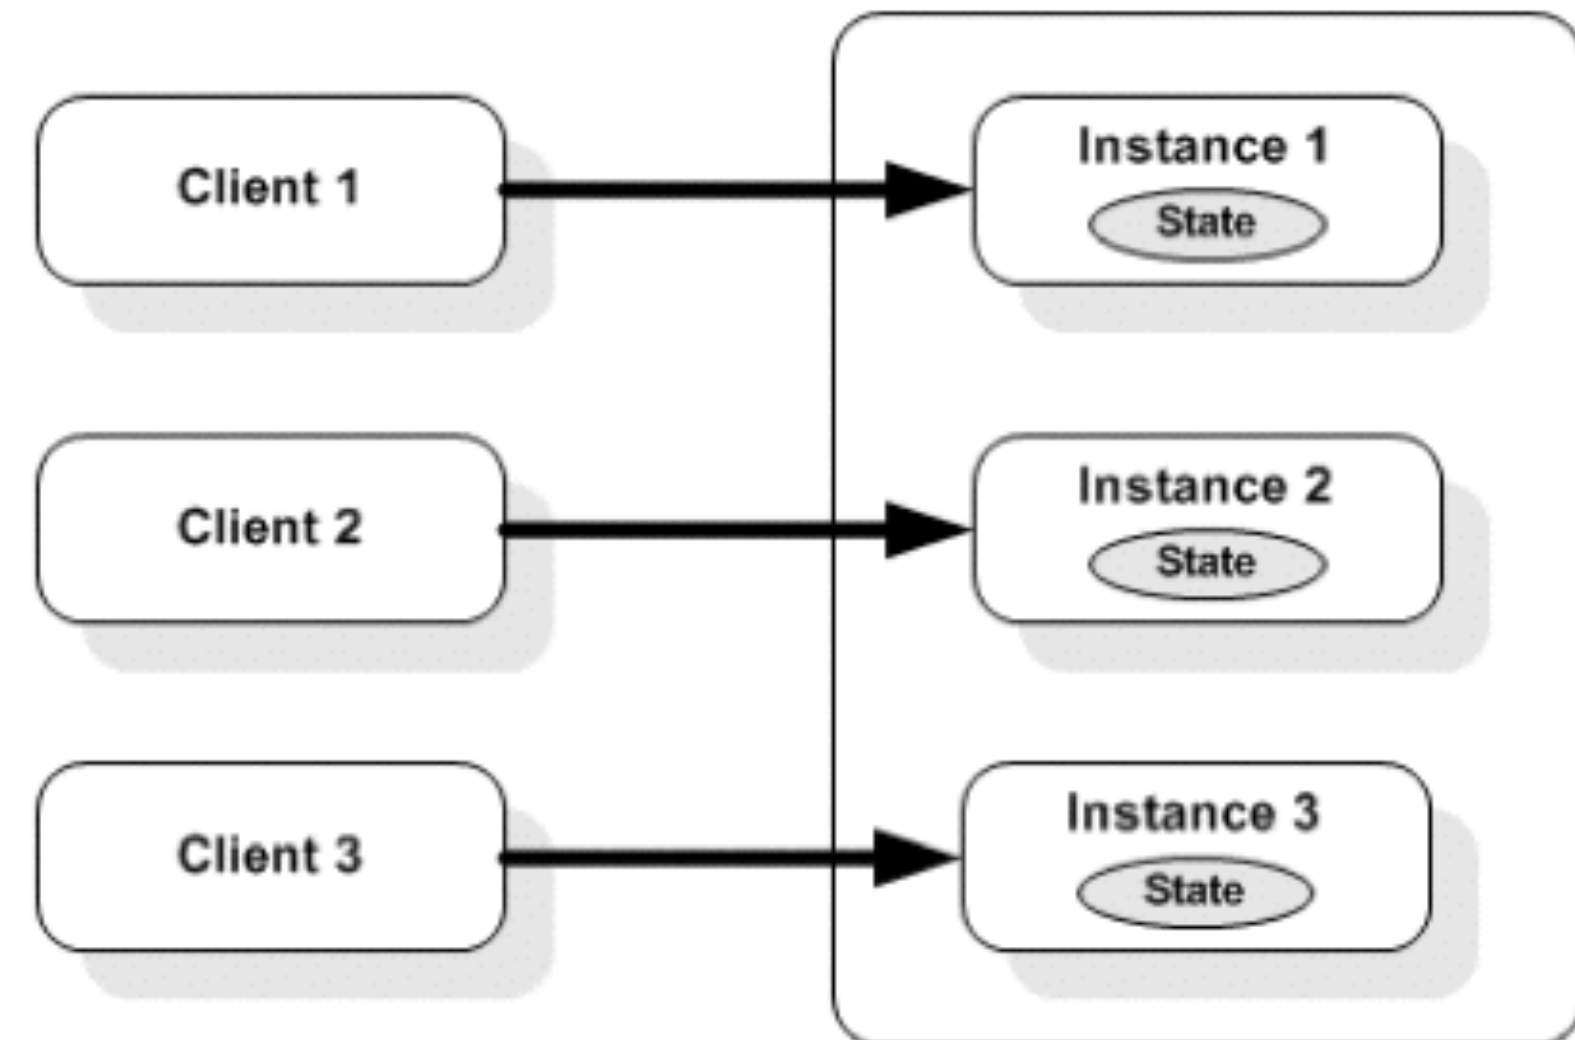 Client 1
Instance 1
State
Client 2
Instance 2
State
Client 3
Instance 3
State